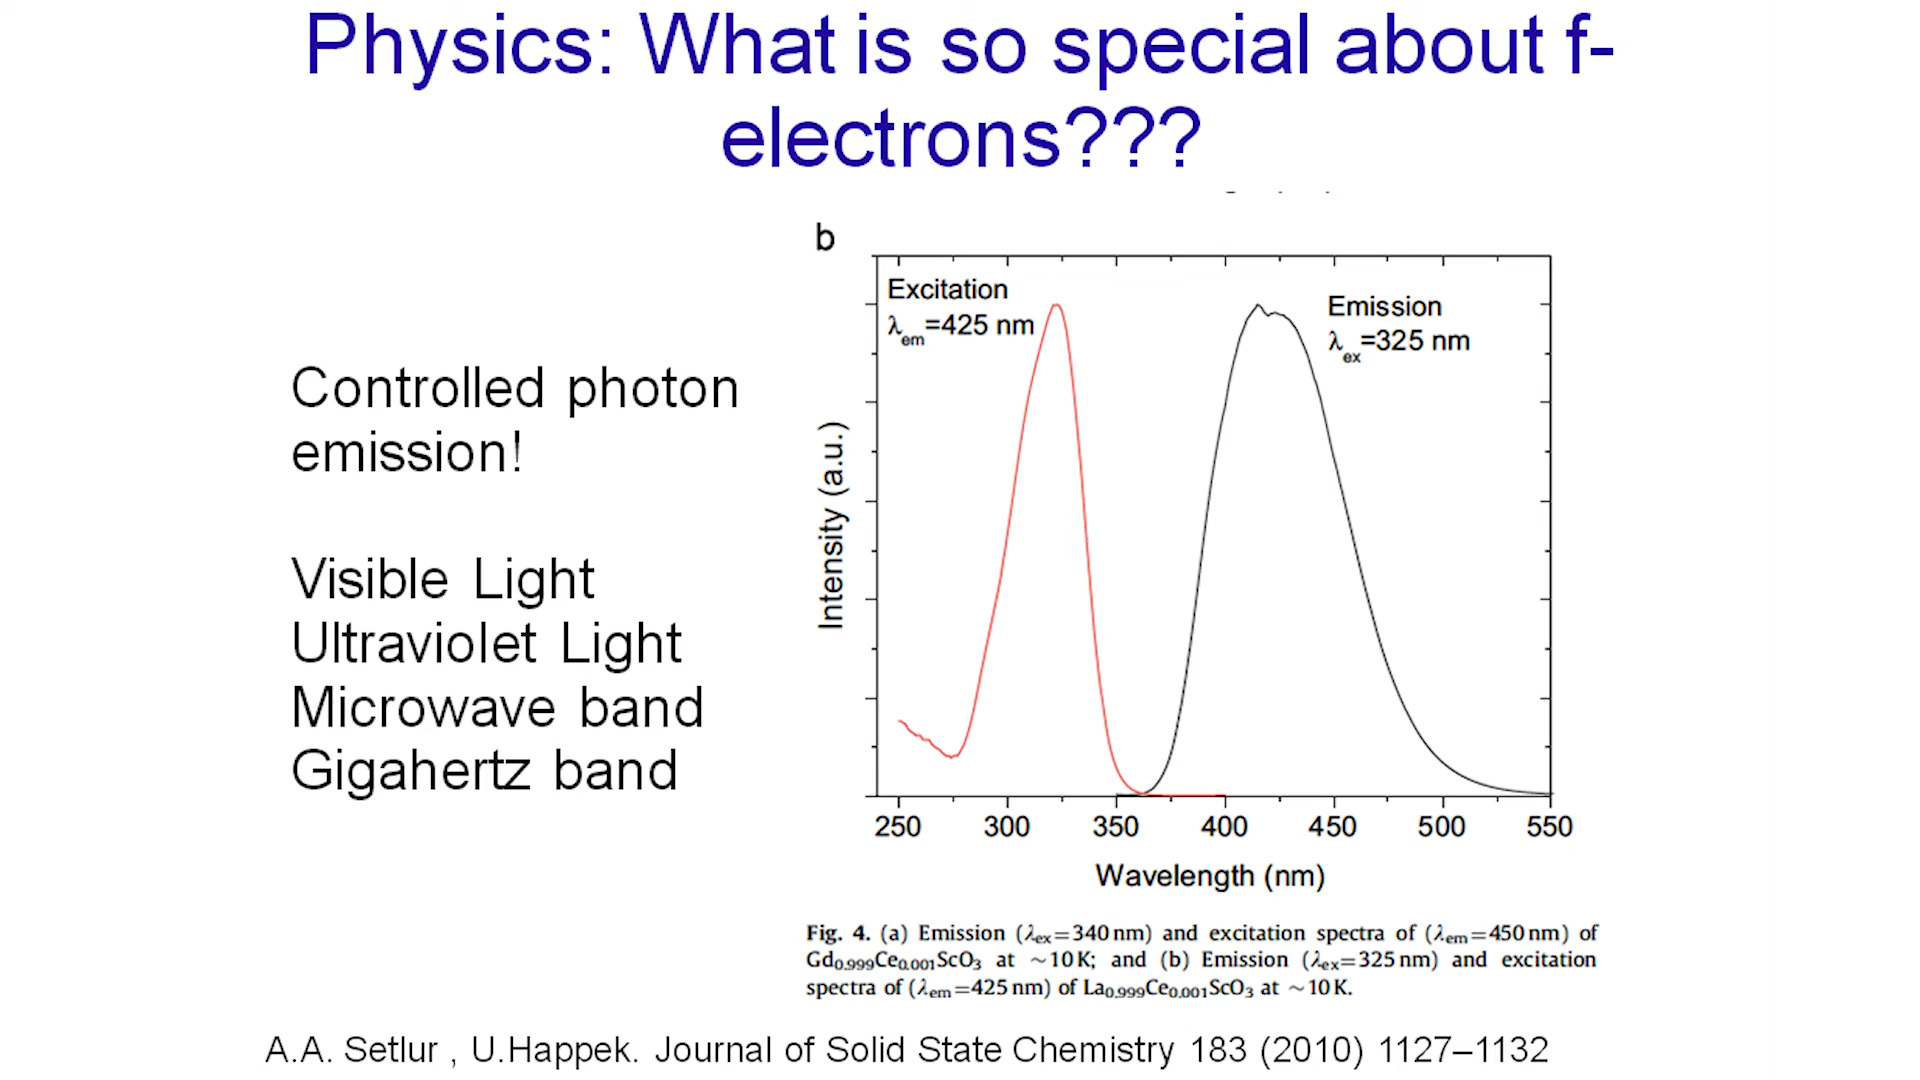 Physics: What is so special about f-
electrons???
Controlled photon
emission!
Visible Light
Ultraviolet Light
Microwave band
Gigahertz band
b
Excitation
λem=425 nm
Emission
λex=325 nm
Intensity (a.u.)
250 300 350 400 450 500 550
Wavelength (nm)
Fig. 4. (a) Emission (λex=340 nm) and excitation spectra of (λem=450 nm) of
Gd0.999Ce0.001ScO3 at ~10 K; and (b) Emission (λex=325 nm) and excitation
spectra of (λem=425 nm) of La0.999Ce0.001ScO3 at ~10 K.
A.A. Setlur , U.Happek. Journal of Solid State Chemistry 183 (2010) 1127–1132